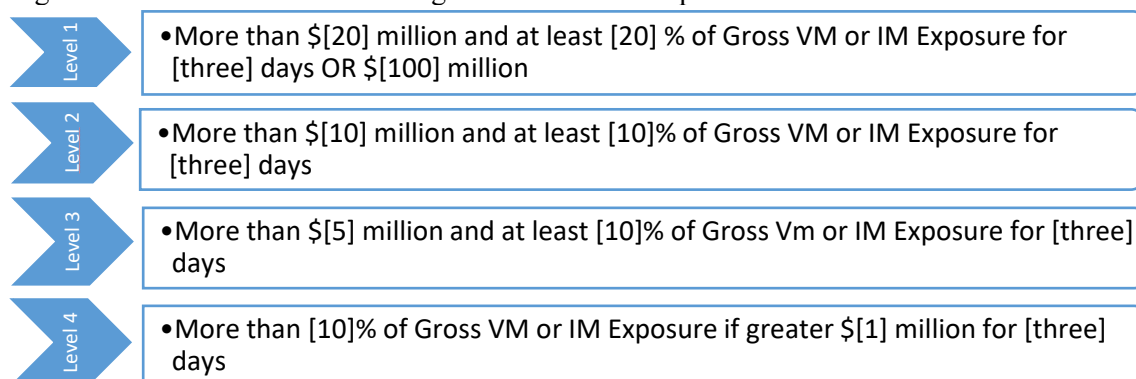 Level 1
•More than $[20] million and at least [20] % of Gross VM or IM Exposure for
[three] days OR $[100] million
Level 2
•More than $[10] million and at least [10]% of Gross VM or IM Exposure for
[three] days
Level 3
•More than $[5] million and at least [10]% of Gross Vm or IM Exposure for [three]
days
Level 4
•More than [10]% of Gross VM or IM Exposure if greater $[1] million for [three]
days